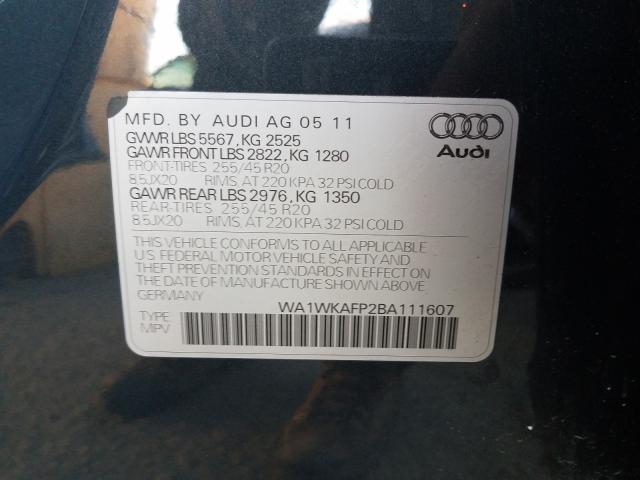 MFD. BY AUDI AG 05 11
GVWR LBS 5567, KG 2525
GAWR FRONT LBS 2822, KG 1280
FRONT-TIRES 255/45 R20
8.5JX20 RIMS, AT 220 KPA 32 PSI COLD
GAWR REAR LBS 2976, KG 1350
REAR-TIRES 255/45 R20
8.5JX20 RIMS, AT 220 KPA 32 PSI COLD
Audi
THIS VEHICLE CONFORMS TO ALL APPLICABLE
U.S. FEDERAL MOTOR VEHICLE SAFETY AND
THEFT PREVENTION STANDARDS IN EFFECT ON
THE DATE OF MANUFACTURE SHOWN ABOVE.
GERMANY
WA1WKAFP2BA111607
TYPE:
MPV